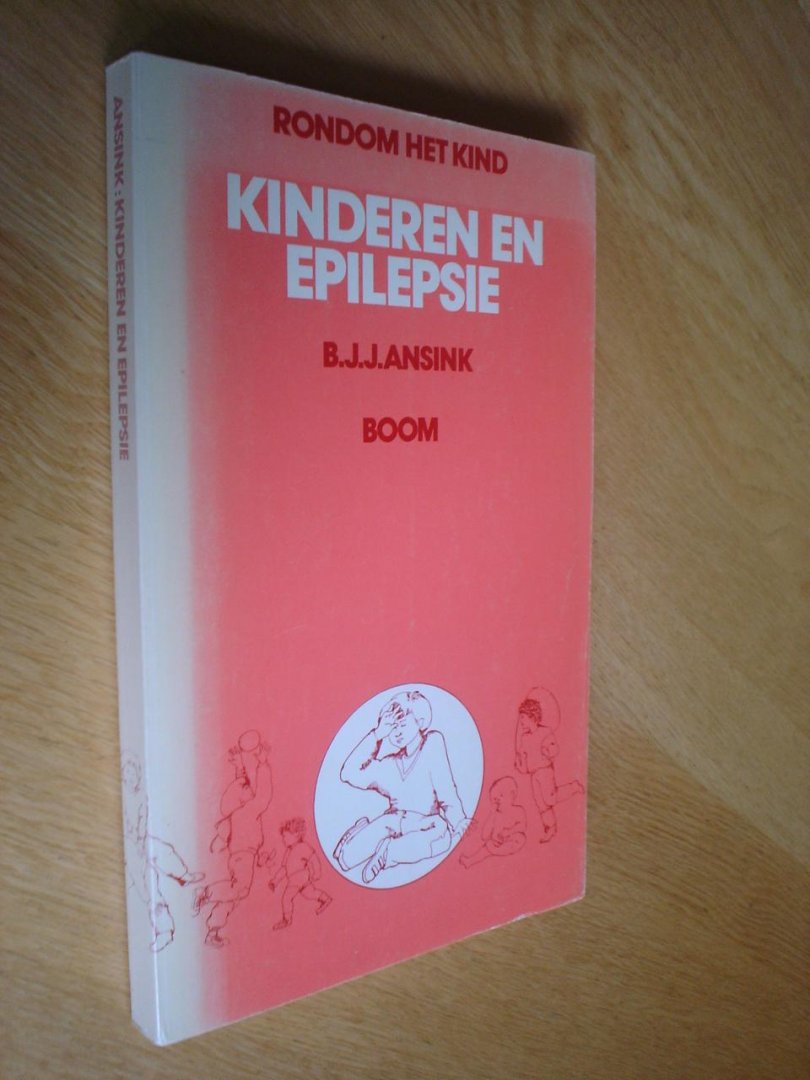 RONDOM HET KIND
KINDEREN EN
EPILEPSIE
B.J.J.ANSINK
BOOM
ANSINK: KINDEREN EN EPILEPSIE